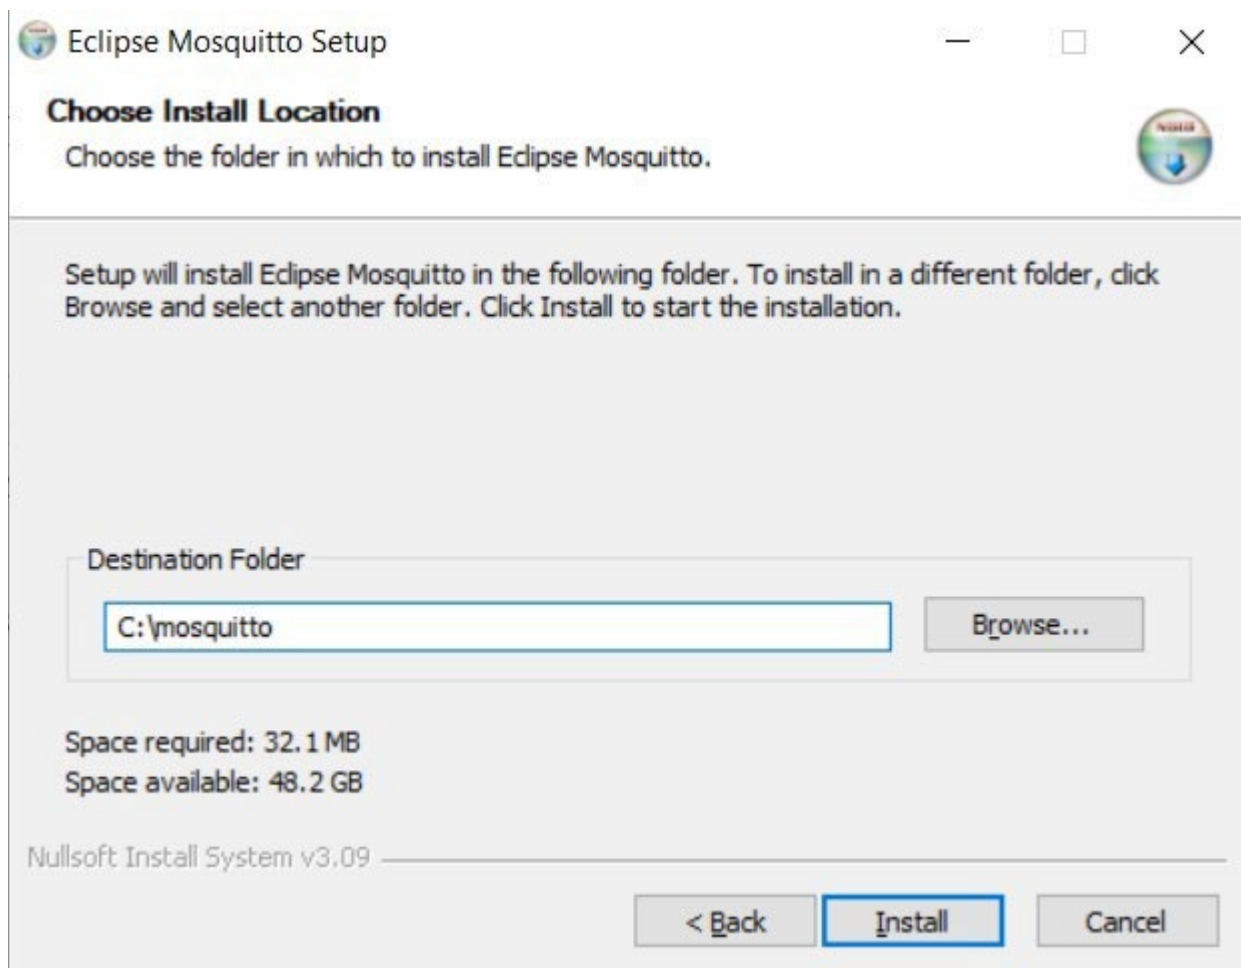 Eclipse Mosquitto Setup
Choose Install Location
Choose the folder in which to install Eclipse Mosquitto.
Setup will install Eclipse Mosquitto in the following folder. To install in a different folder, click
Browse and select another folder. Click Install to start the installation.
Destination Folder
C:\mosquitto
Browse...
Space required: 32.1 MB
Space available: 48.2 GB
Nullsoft Install System v3.09
< Back
Install
Cancel